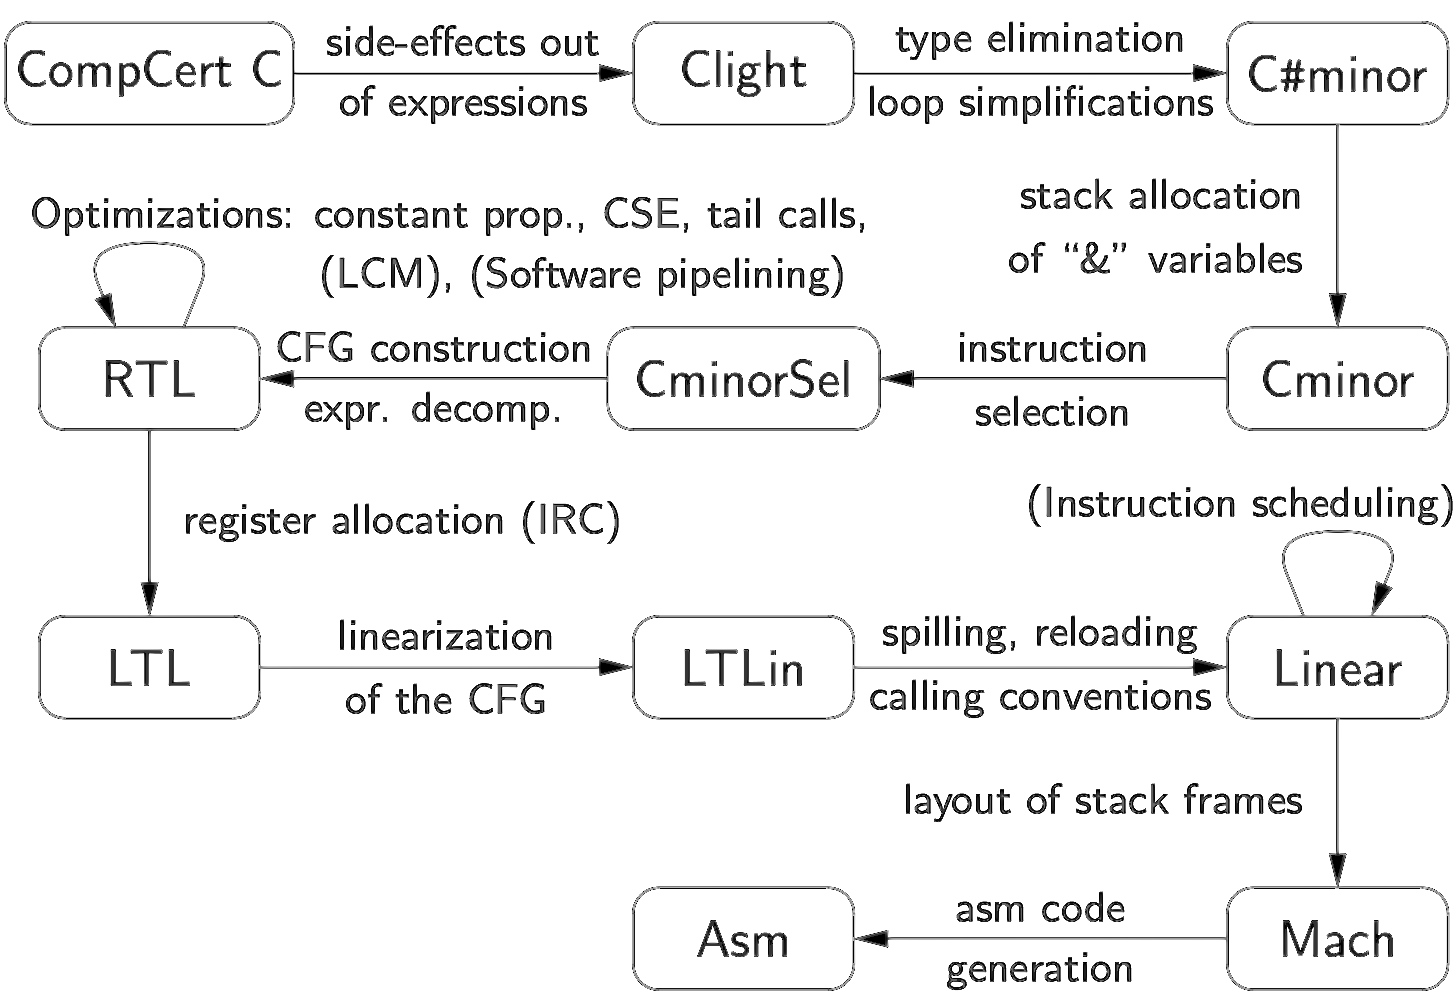 CompCert C
side-effects out
of expressions
Clight
type elimination
loop simplifications
C#minor
stack allocation
of “&” variables
Optimizations: constant prop., CSE, tail calls,
(LCM), (Software pipelining)
RTL
CFG construction
expr. decomp.
CminorSel
instruction
selection
Cminor
register allocation (IRC)
(Instruction scheduling)
LTL
linearization
of the CFG
LTLin
spilling, reloading
calling conventions
Linear
layout of stack frames
Asm
asm code
generation
Mach